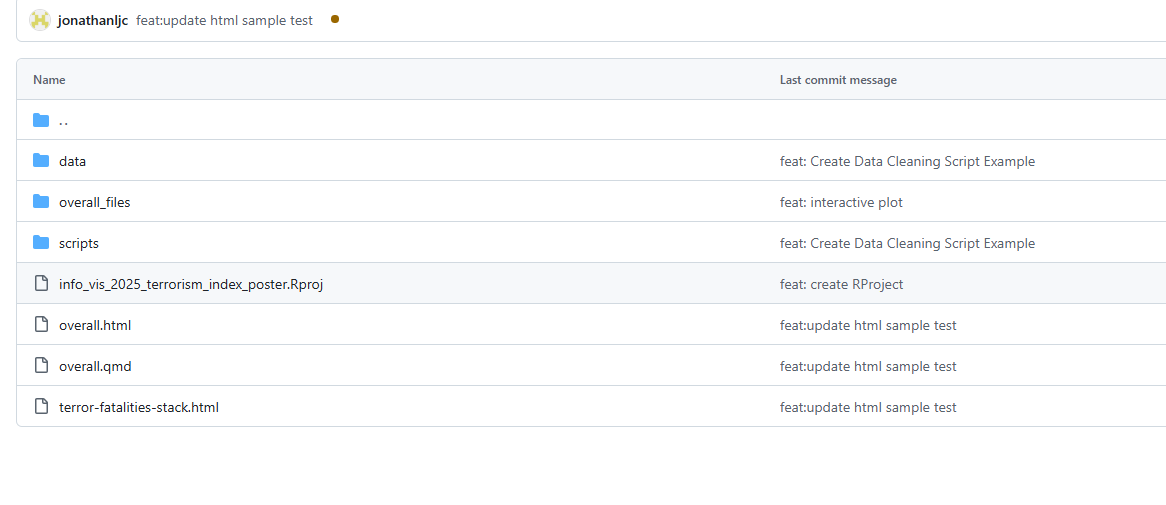 jonathanljc feat:update html sample test
Name Last commit message
..
data feat: Create Data Cleaning Script Example
overall_files feat: interactive plot
scripts feat: Create Data Cleaning Script Example
info_vis_2025_terrorism_index_poster.Rproj feat: create RProject
overall.html feat:update html sample test
overall.qmd feat:update html sample test
terror-fatalities-stack.html feat:update html sample test